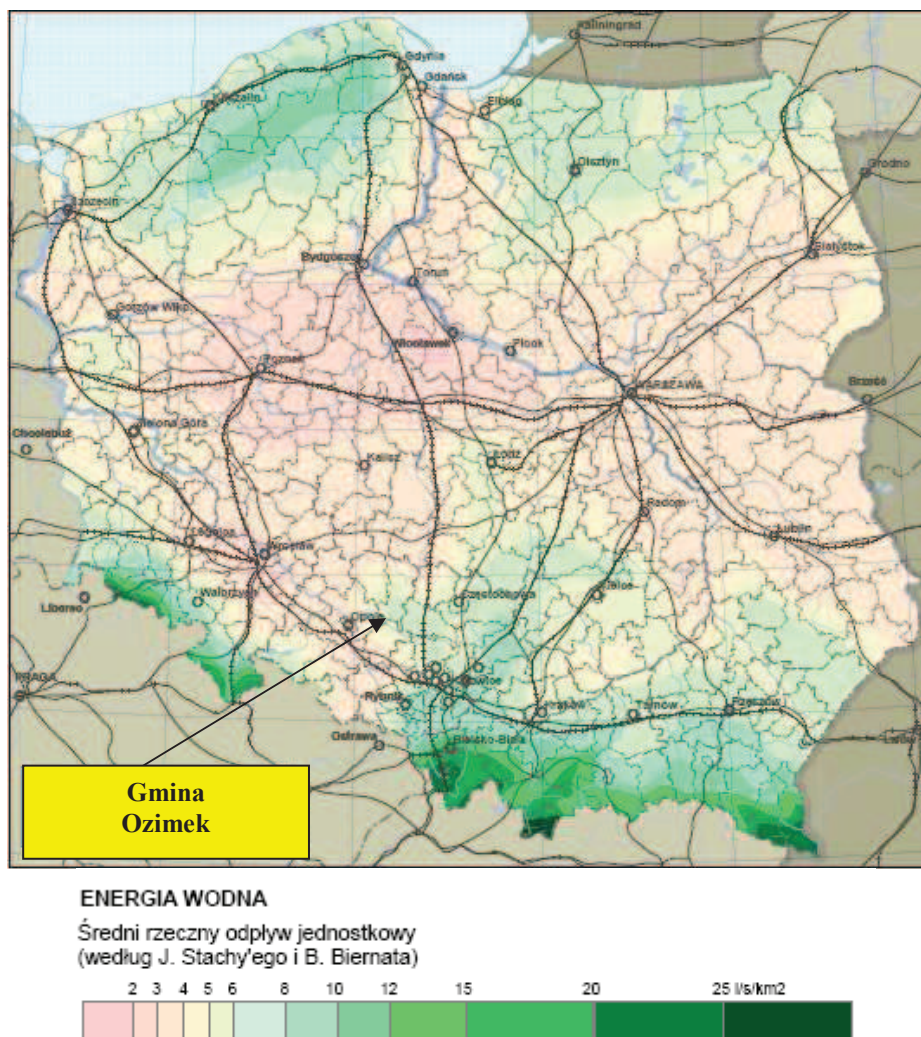 Kaliningrad
Gdynia
Gdańsk
Koszalin
Elbląg
Olsztyn
Grodno
Szczecin
Białystok
Bydgoszcz
Toruń
Gorzów Wlkp.
Włocławek
Płock
Poznań
WARSZAWA
Brześć
Zielona Góra
Kalisz
Łódź
Radom
Legnica
Wrocław
Lublin
Wałbrzych
Częstochowa
Kielce
Opole
PRAGA
Rybnik
Kraków
Tarnów
Rzeszów
Ostrawa
Bielsko-Biała
Gmina
Ozimek
ENERGIA WODNA
Średni rzeczny odpływ jednostkowy
(według J. Stachy'ego i B. Biernata)
2 3 4 5 6 8 10 12 15 20 25 l/s/km2